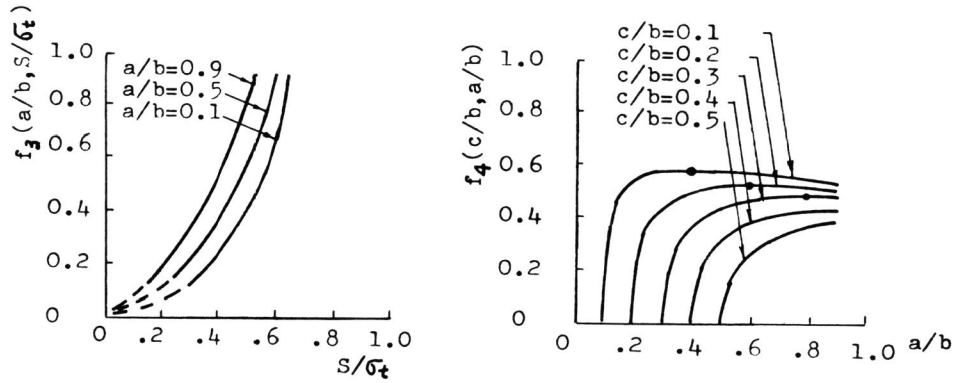 f₃(a/b, S/σt)
1.0
0.8
0.6
0.4
0.2
0
a/b=0.9
a/b=0.5
a/b=0.1
0 .2 .4 .6 .8 1.0
S/σt
f₄(c/b, a/b)
1.0
0.8
0.6
0.4
0.2
0
c/b=0.1
c/b=0.2
c/b=0.3
c/b=0.4
c/b=0.5
0 .2 .4 .6 .8 1.0 a/b